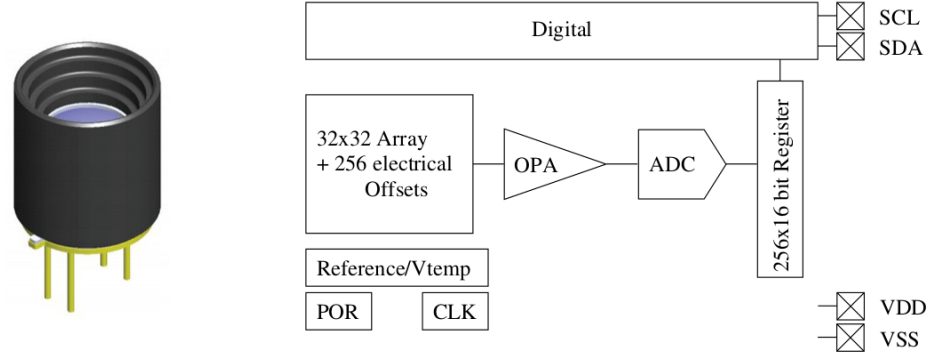 Digital
SCL
SDA
32x32 Array
+ 256 electrical
Offsets
OPA
ADC
256x16 bit Register
Reference/Vtemp
POR
CLK
VDD
VSS